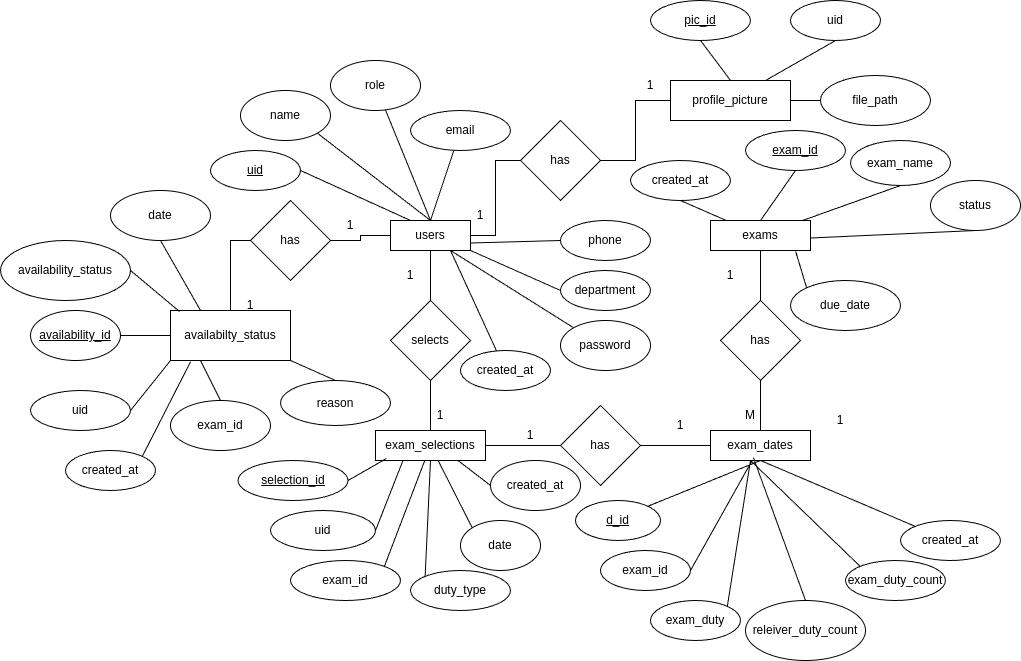 pic_id
uid
role
1
profile_picture
file_path
name
email
exam_id
has
exam_name
uid
created_at
status
date
1
1
has
users
exams
phone
availability_status
1
1
department
1
due_date
availability_id
availabilty_status
selects
has
password
created_at
uid
reason
1
M
1
exam_id
1
1
exam_selections
has
exam_dates
created_at
selection_id
created_at
uid
d_id
date
created_at
exam_id
exam_id
duty_type
exam_duty_count
exam_duty
releiver_duty_count